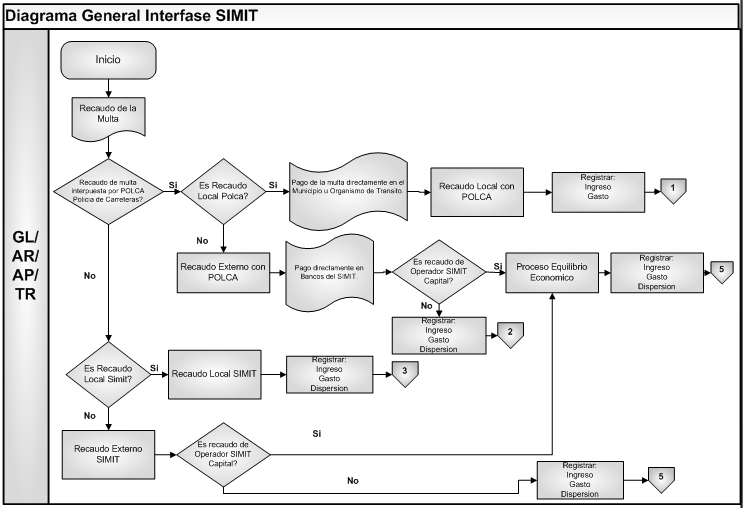 Diagrama General Interfase SIMIT
GL/
AR/
AP/
TR
Inicio
Recaudo de la
Multa
Recaudo de multa
interpuesta por POLCA
Policia de Carreteras?
Si
Es Recaudo
Local Polca?
Si
Pago de la multa directamente en el
Municipio u Organismo de Transito.
Recaudo Local con
POLCA
Registrar:
Ingreso
Gasto
1
No
No
Recaudo Externo con
POLCA
Pago directamente en
Bancos del SIMIT.
Es recaudo de
Operador SIMIT
Capital?
Si
Proceso Equilibrio
Economico
Registrar:
Ingreso
Gasto
Dispersion
5
No
Registrar:
Ingreso
Gasto
Dispersion
2
Es Recaudo
Local Simit?
Si
Recaudo Local SIMIT
Registrar:
Ingreso
Gasto
Dispersion
3
No
Recaudo Externo
SIMIT
Es recaudo de
Operador SIMIT
Capital?
Si
No
Registrar:
Ingreso
Gasto
Dispersion
5